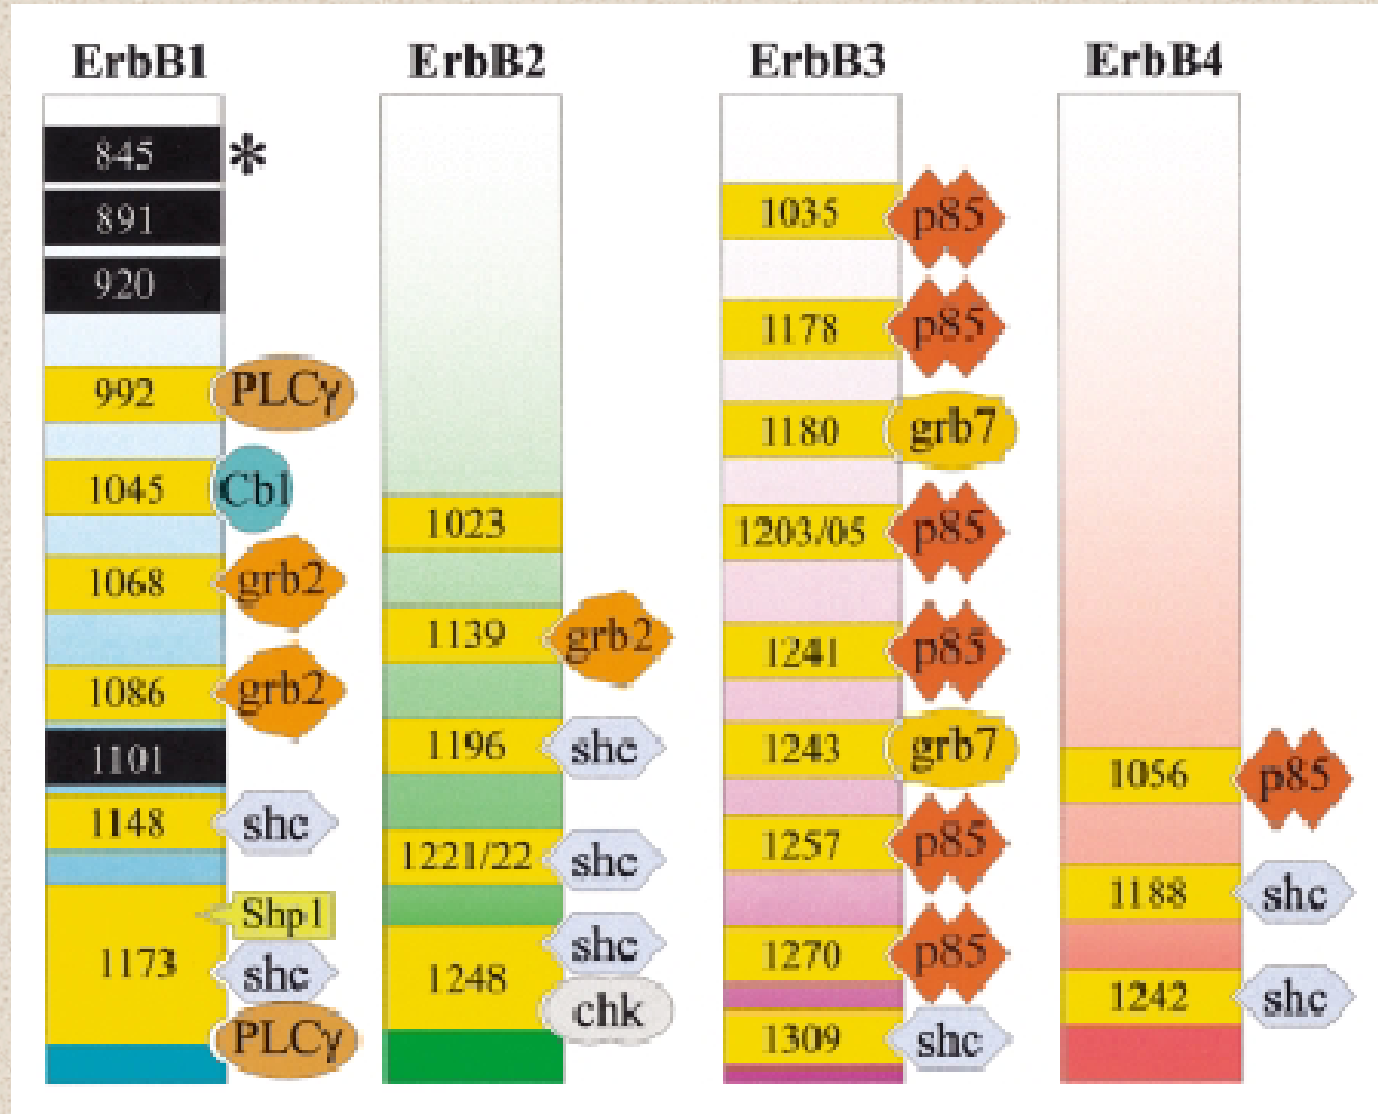 ErbB1 ErbB2 ErbB3 ErbB4
845 *
891
920
992 PLCγ
1045 Cbl
1068 grb2
1086 grb2
1101
1148 shc
1173 Shp1
shc
PLCγ
1023
1139 grb2
1196 shc
1221/22 shc
1248 shc
chk
1035 p85
1178 p85
1180 grb7
1203/05 p85
1241 p85
1243 grb7
1257 p85
1270 p85
1309 shc
1056 p85
1188 shc
1242 shc